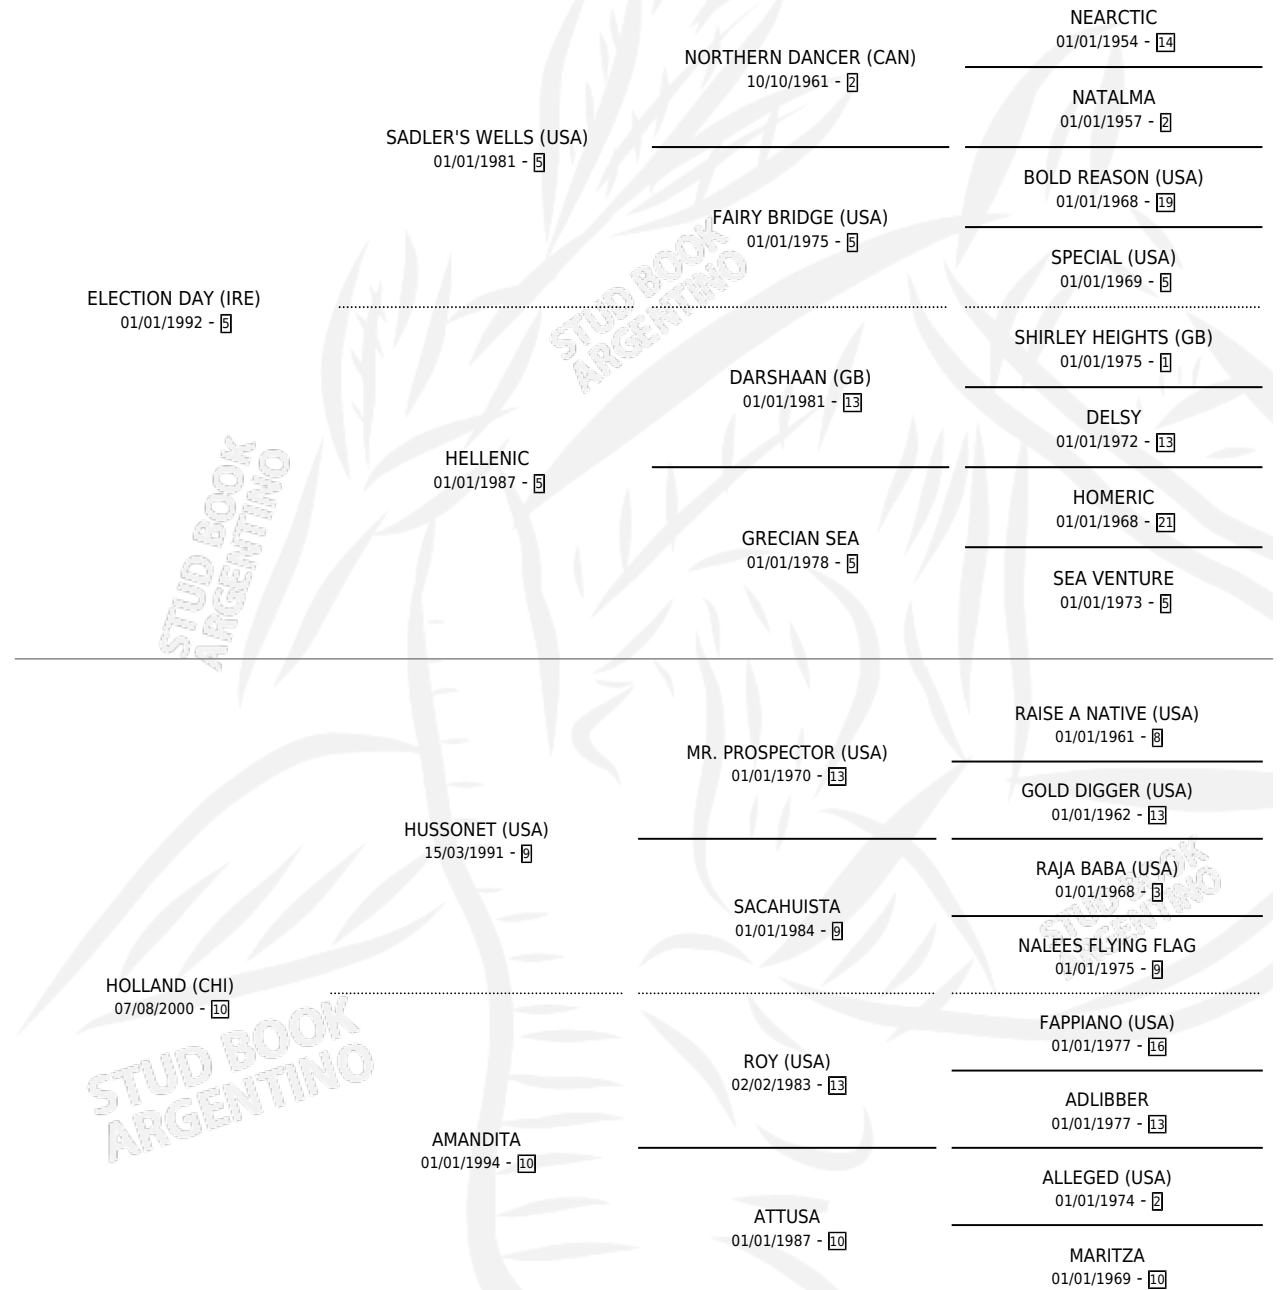 NEARCTIC
01/01/1954 - 14
NORTHERN DANCER (CAN)
10/10/1961 - 2
NATALMA
01/01/1957 - 2
SADLER'S WELLS (USA)
01/01/1981 - 5
BOLD REASON (USA)
01/01/1968 - 19
FAIRY BRIDGE (USA)
01/01/1975 - 5
SPECIAL (USA)
01/01/1969 - 5
ELECTION DAY (IRE)
01/01/1992 - 5
STUD BOOK
ARGENTINO
SHIRLEY HEIGHTS (GB)
01/01/1975 - 1
DARSHAAN (GB)
01/01/1981 - 13
DELSY
01/01/1972 - 13
HELLENIC
01/01/1987 - 5
HOMERIC
01/01/1968 - 21
GRECIAN SEA
01/01/1978 - 5
SEA VENTURE
01/01/1973 - 5
STUD BOOK
ARGENTINO
RAISE A NATIVE (USA)
01/01/1961 - 8
MR. PROSPECTOR (USA)
01/01/1970 - 13
GOLD DIGGER (USA)
01/01/1962 - 13
HUSSONET (USA)
15/03/1991 - 9
RAJA BABA (USA)
01/01/1968 - 3
STUD BOOK
ARGENTINO
SACAHUISTA
01/01/1984 - 9
NALEES FLYING FLAG
01/01/1975 - 9
HOLLAND (CHI)
07/08/2000 - 10
STUD BOOK
ARGENTINO
FAPPIANO (USA)
01/01/1977 - 16
ROY (USA)
02/02/1983 - 13
ADLIBBER
01/01/1977 - 13
AMANDITA
01/01/1994 - 10
ALLEGED (USA)
01/01/1974 - 2
ATTUSA
01/01/1987 - 10
MARITZA
01/01/1969 - 10